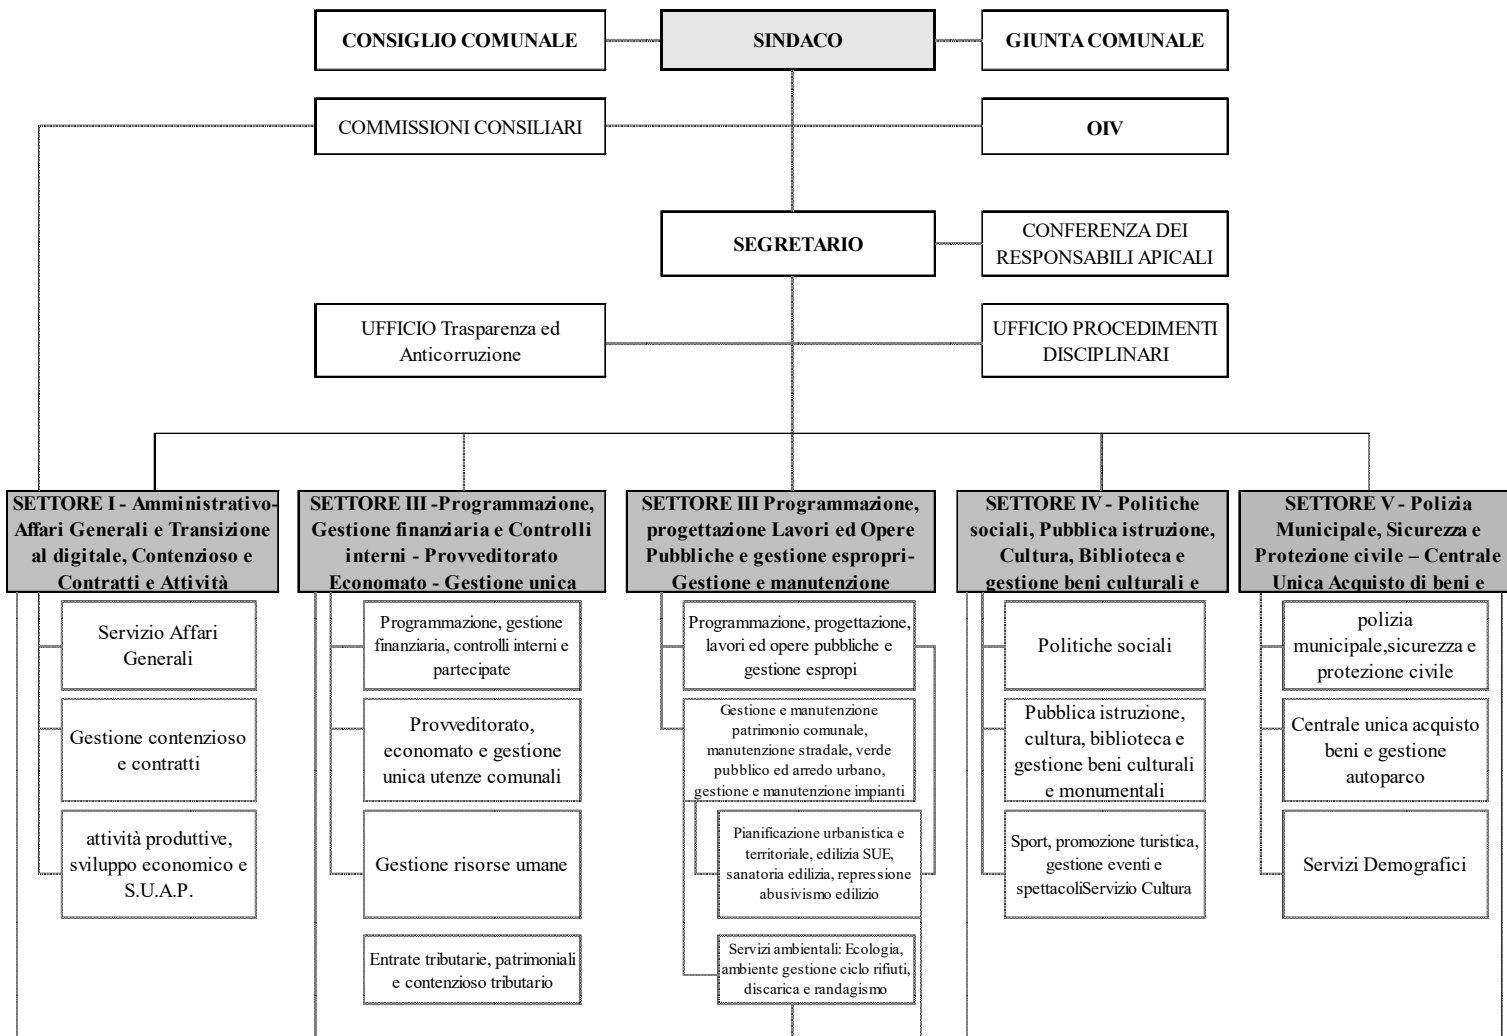 CONSIGLIO COMUNALE
SINDACO
GIUNTA COMUNALE
COMMISSIONI CONSILIARI
OIV
SEGRETARIO
CONFERENZA DEI
RESPONSABILI APICALI
UFFICIO Trasparenza ed
Anticorruzione
UFFICIO PROCEDIMENTI
DISCIPLINARI
SETTORE I - Amministrativo-
Affari Generali e Transizione
al digitale, Contenzioso e
Contratti e Attività
SETTORE III -Programmazione,
Gestione finanziaria e Controlli
interni - Provveditorato
Economato - Gestione unica
SETTORE III Programmazione,
progettazione Lavori ed Opere
Pubbliche e gestione espropri-
Gestione e manutenzione
SETTORE IV - Politiche
sociali, Pubblica istruzione,
Cultura, Biblioteca e
gestione beni culturali e
SETTORE V - Polizia
Municipale, Sicurezza e
Protezione civile – Centrale
Unica Acquisto di beni e
Servizio Affari
Generali
Gestione contenzioso
e contratti
attività produttive,
sviluppo economico e
S.U.A.P.
Programmazione, gestione
finanziaria, controlli interni e
partecipate
Provveditorato,
economato e gestione
unica utenze comunali
Gestione risorse umane
Entrate tributarie, patrimoniali
e contenzioso tributario
Programmazione, progettazione,
lavori ed opere pubbliche e
gestione espropi
Gestione e manutenzione
patrimonio comunale,
manutenzione stradale, verde
pubblico ed arredo urbano,
gestione e manutenzione impianti
Pianificazione urbanistica e
territoriale, edilizia SUE,
sanatoria edilizia, repressione
abusivismo edilizio
Servizi ambientali: Ecologia,
ambiente gestione ciclo rifiuti,
discarica e randagismo
Politiche sociali
Pubblica istruzione,
cultura, biblioteca e
gestione beni culturali
e monumentali
Sport, promozione turistica,
gestione eventi e
spettacoliServizio Cultura
polizia
municipale,sicurezza e
protezione civile
Centrale unica acquisto
beni e gestione
autoparco
Servizi Demografici